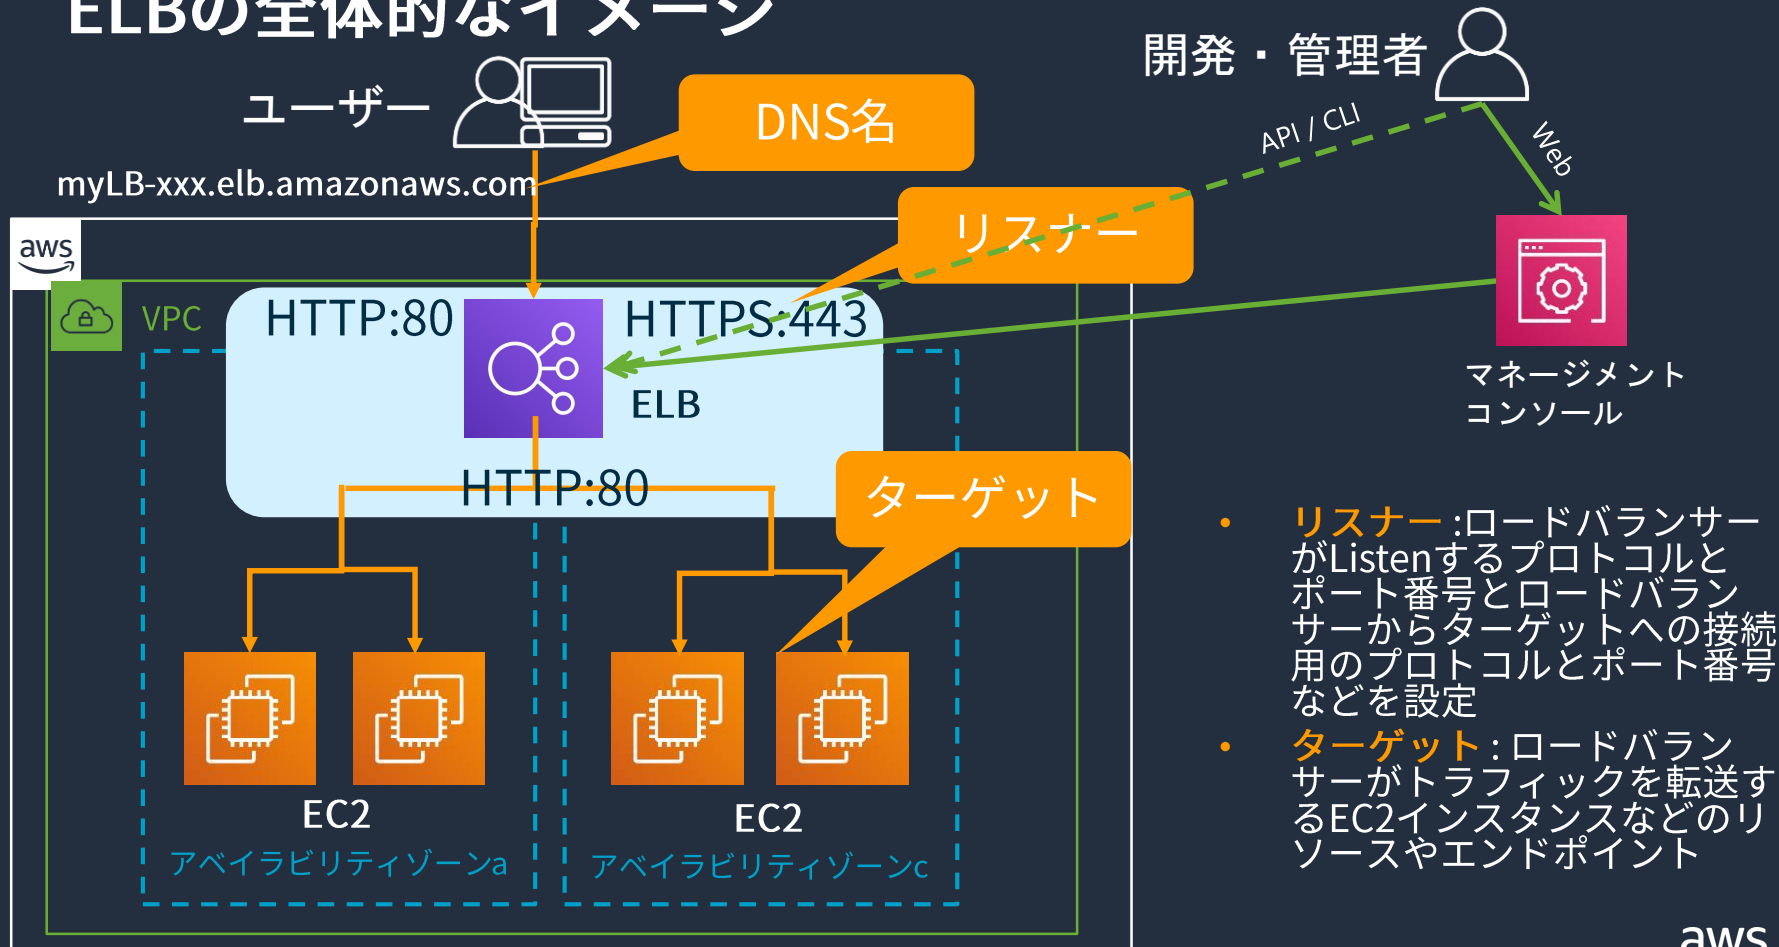 ELBの全体的なイメージ
開発・管理者
ユーザー
DNS名
API / CLI
Web
myLB-xxx.elb.amazonaws.com
リスナー
aws
VPC
HTTP:80
HTTPS:443
ELB
マネージメント
コンソール
HTTP:80
ターゲット
• リスナー :ロードバランサー
がListenするプロトコルと
ポート番号とロードバラン
サーからターゲットへの接続
用のプロトコルとポート番号
などを設定
• ターゲット : ロードバラン
サーがトラフィックを転送す
るEC2インスタンスなどのリ
ソースやエンドポイント
EC2
EC2
アベイラビリティゾーンa
アベイラビリティゾーンc
aws